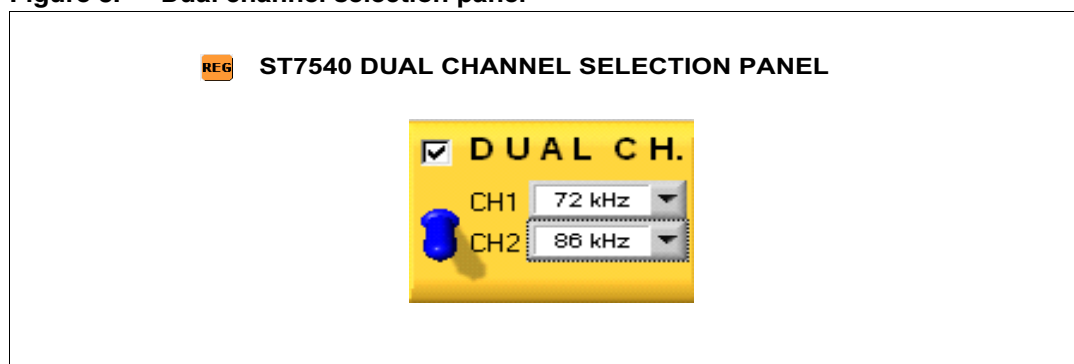 REG ST7540 DUAL CHANNEL SELECTION PANEL
DUAL CH.
CH1 72 kHz
CH2 86 kHz